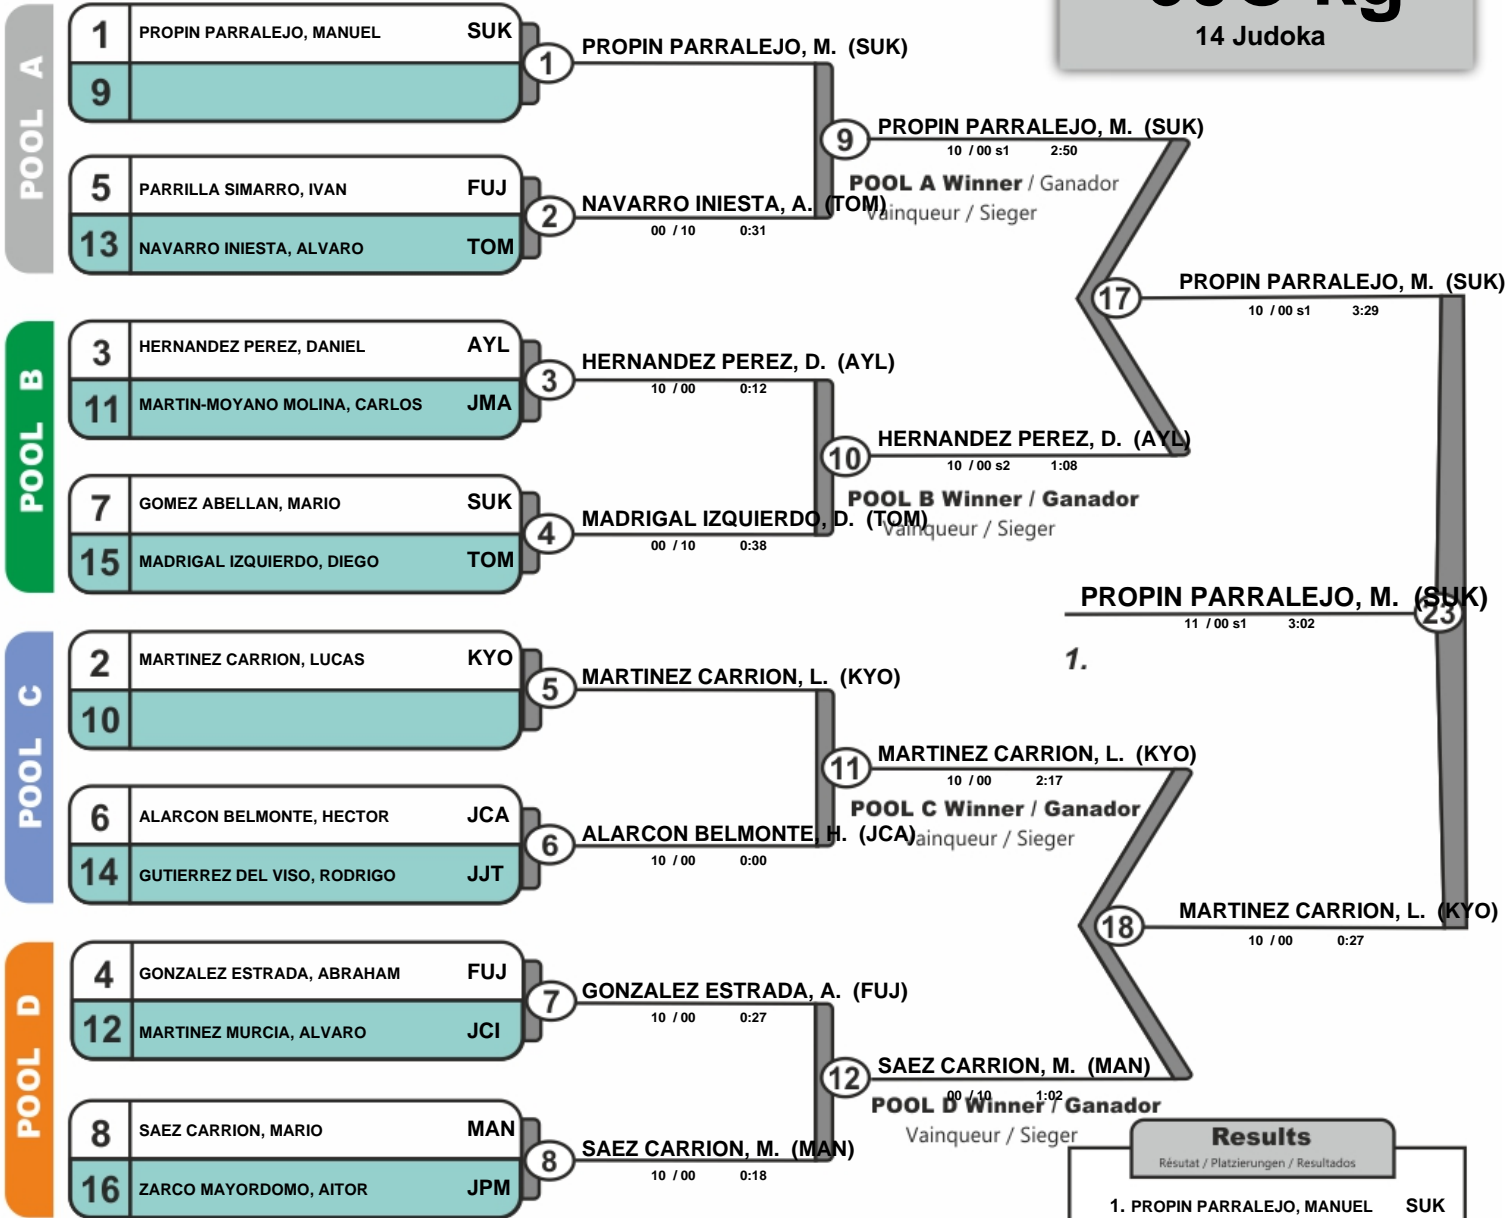 14 Judoka
POOL A
1 PROPIN PARRALEJO, MANUEL SUK
9
5 PARRILLA SIMARRO, IVAN FUJ
13 NAVARRO INIESTA, ALVARO TOM
1 PROPIN PARRALEJO, M. (SUK)
2 NAVARRO INIESTA, A. (TOM)
00 / 10 0:31
9 PROPIN PARRALEJO, M. (SUK)
10 / 00 s1 2:50
POOL A Winner / Ganador
Vainqueur / Sieger
POOL B
3 HERNANDEZ PEREZ, DANIEL AYL
11 MARTIN-MOYANO MOLINA, CARLOS JMA
7 GOMEZ ABELLAN, MARIO SUK
15 MADRIGAL IZQUIERDO, DIEGO TOM
3 HERNANDEZ PEREZ, D. (AYL)
10 / 00 0:12
4 MADRIGAL IZQUIERDO, D. (TOM)
00 / 10 0:38
10 HERNANDEZ PEREZ, D. (AYL)
10 / 00 s2 1:08
POOL B Winner / Ganador
Vainqueur / Sieger
17 PROPIN PARRALEJO, M. (SUK)
10 / 00 s1 3:29
PROPIN PARRALEJO, M. (SUK)
23
11 / 00 s1 3:02
1.
POOL C
2 MARTINEZ CARRION, LUCAS KYO
10
6 ALARCON BELMONTE, HECTOR JCA
14 GUTIERREZ DEL VISO, RODRIGO JJT
5 MARTINEZ CARRION, L. (KYO)
6 ALARCON BELMONTE, H. (JCA)
10 / 00 0:00
11 MARTINEZ CARRION, L. (KYO)
10 / 00 2:17
POOL C Winner / Ganador
Vainqueur / Sieger
POOL D
4 GONZALEZ ESTRADA, ABRAHAM FUJ
12 MARTINEZ MURCIA, ALVARO JCI
8 SAEZ CARRION, MARIO MAN
16 ZARCO MAYORDOMO, AITOR JPM
7 GONZALEZ ESTRADA, A. (FUJ)
10 / 00 0:27
8 SAEZ CARRION, M. (MAN)
10 / 00 0:18
12 SAEZ CARRION, M. (MAN)
00 / 10 1:02
POOL D Winner / Ganador
Vainqueur / Sieger
18 MARTINEZ CARRION, L. (KYO)
10 / 00 0:27
Results
Résutat / Platzierungen / Resultados
1. PROPIN PARRALEJO, MANUEL SUK